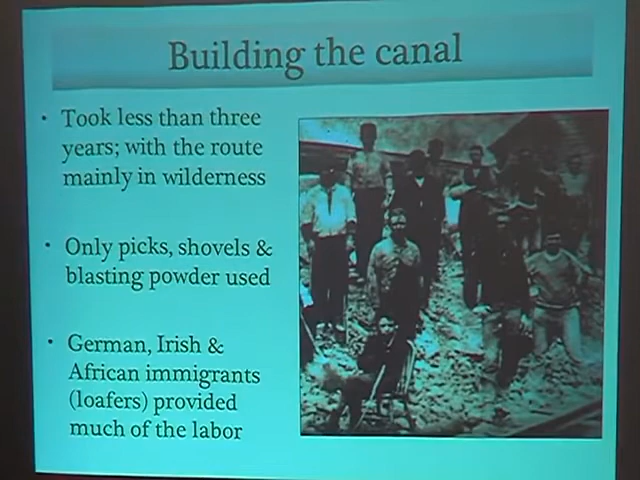 Building the canal
• Took less than three
years; with the route
mainly in wilderness
• Only picks, shovels &
blasting powder used
• German, Irish &
African immigrants
(loafers) provided
much of the labor